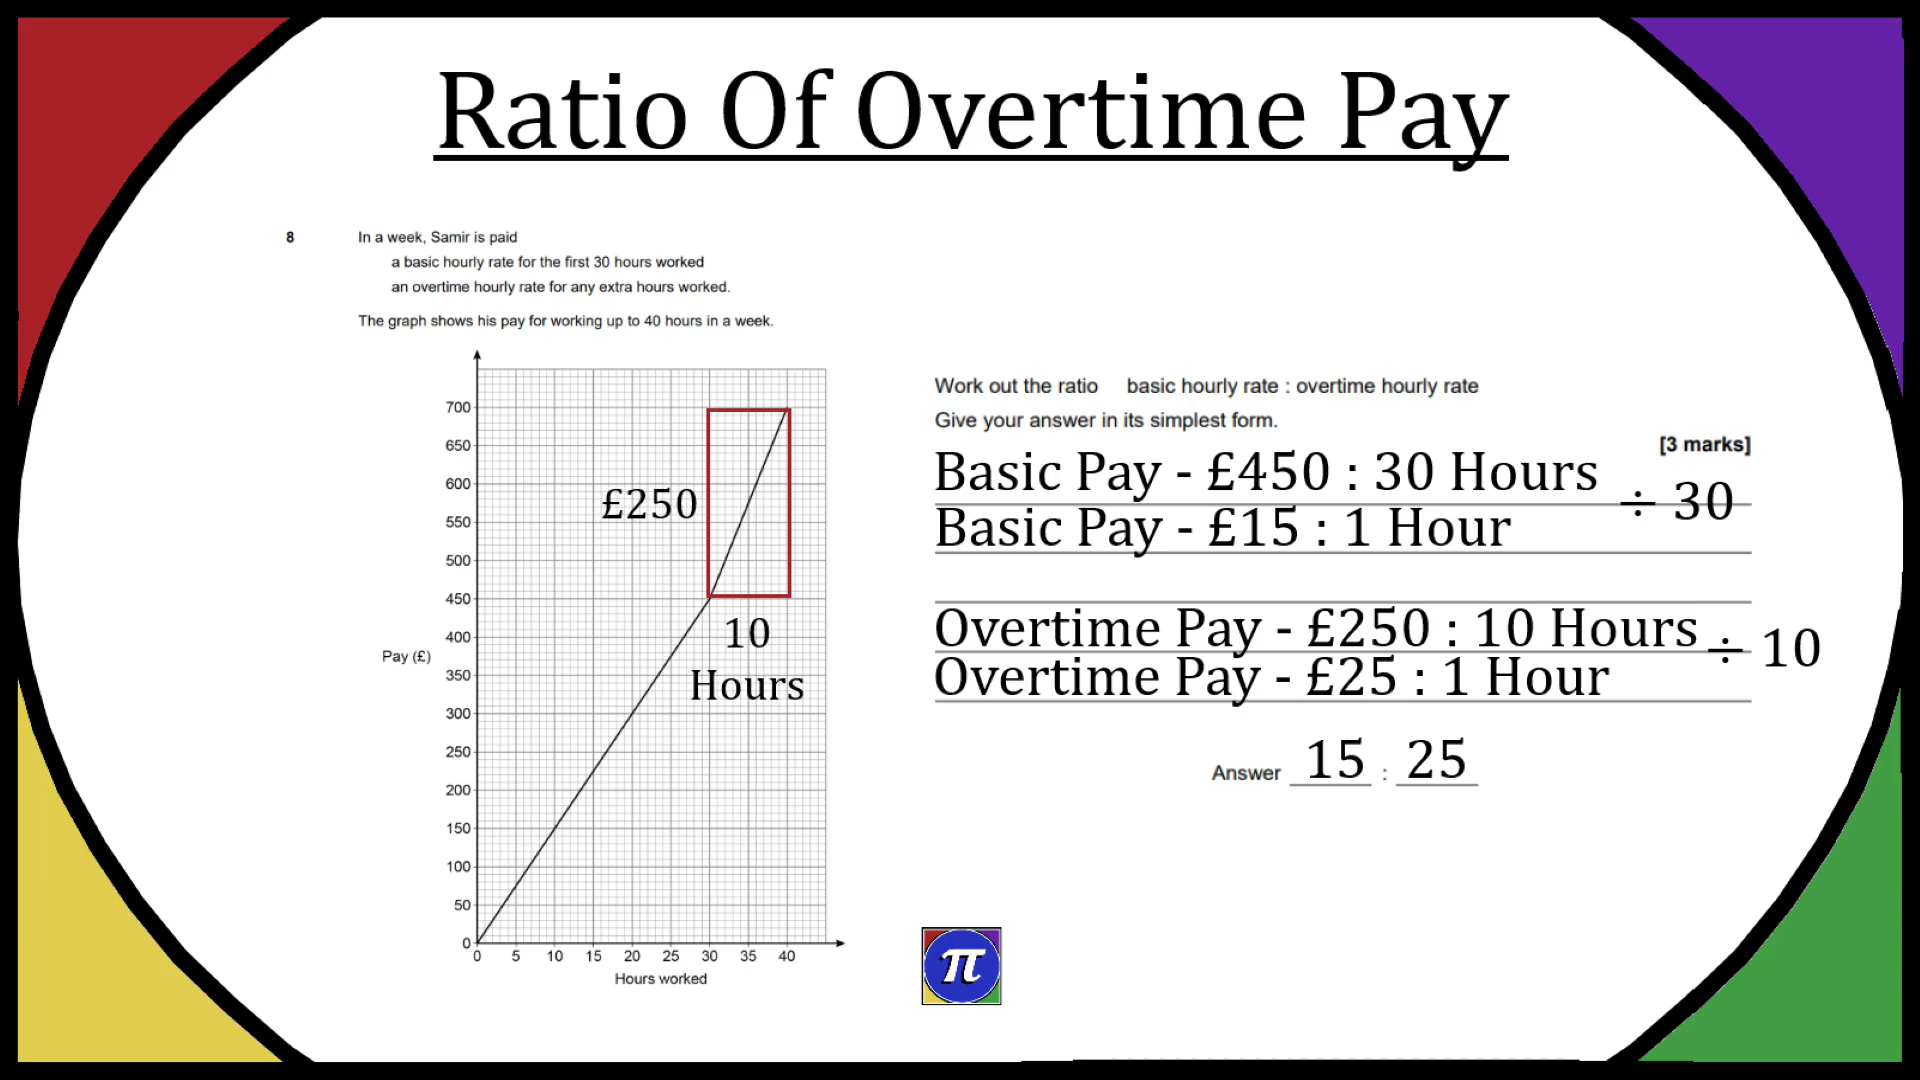 Ratio Of Overtime Pay
8 In a week, Samir is paid
a basic hourly rate for the first 30 hours worked
an overtime hourly rate for any extra hours worked.
The graph shows his pay for working up to 40 hours in a week.
700
650
600
550
500
450
400
350
300
250
200
150
100
50
0
Pay (£)
0 5 10 15 20 25 30 35 40
Hours worked
£250
10
Hours
Work out the ratio basic hourly rate : overtime hourly rate
Give your answer in its simplest form.
[3 marks]
Basic Pay - £450 : 30 Hours
÷ 30
Basic Pay - £15 : 1 Hour
Overtime Pay - £250 : 10 Hours
÷ 10
Overtime Pay - £25 : 1 Hour
Answer 15 : 25
π